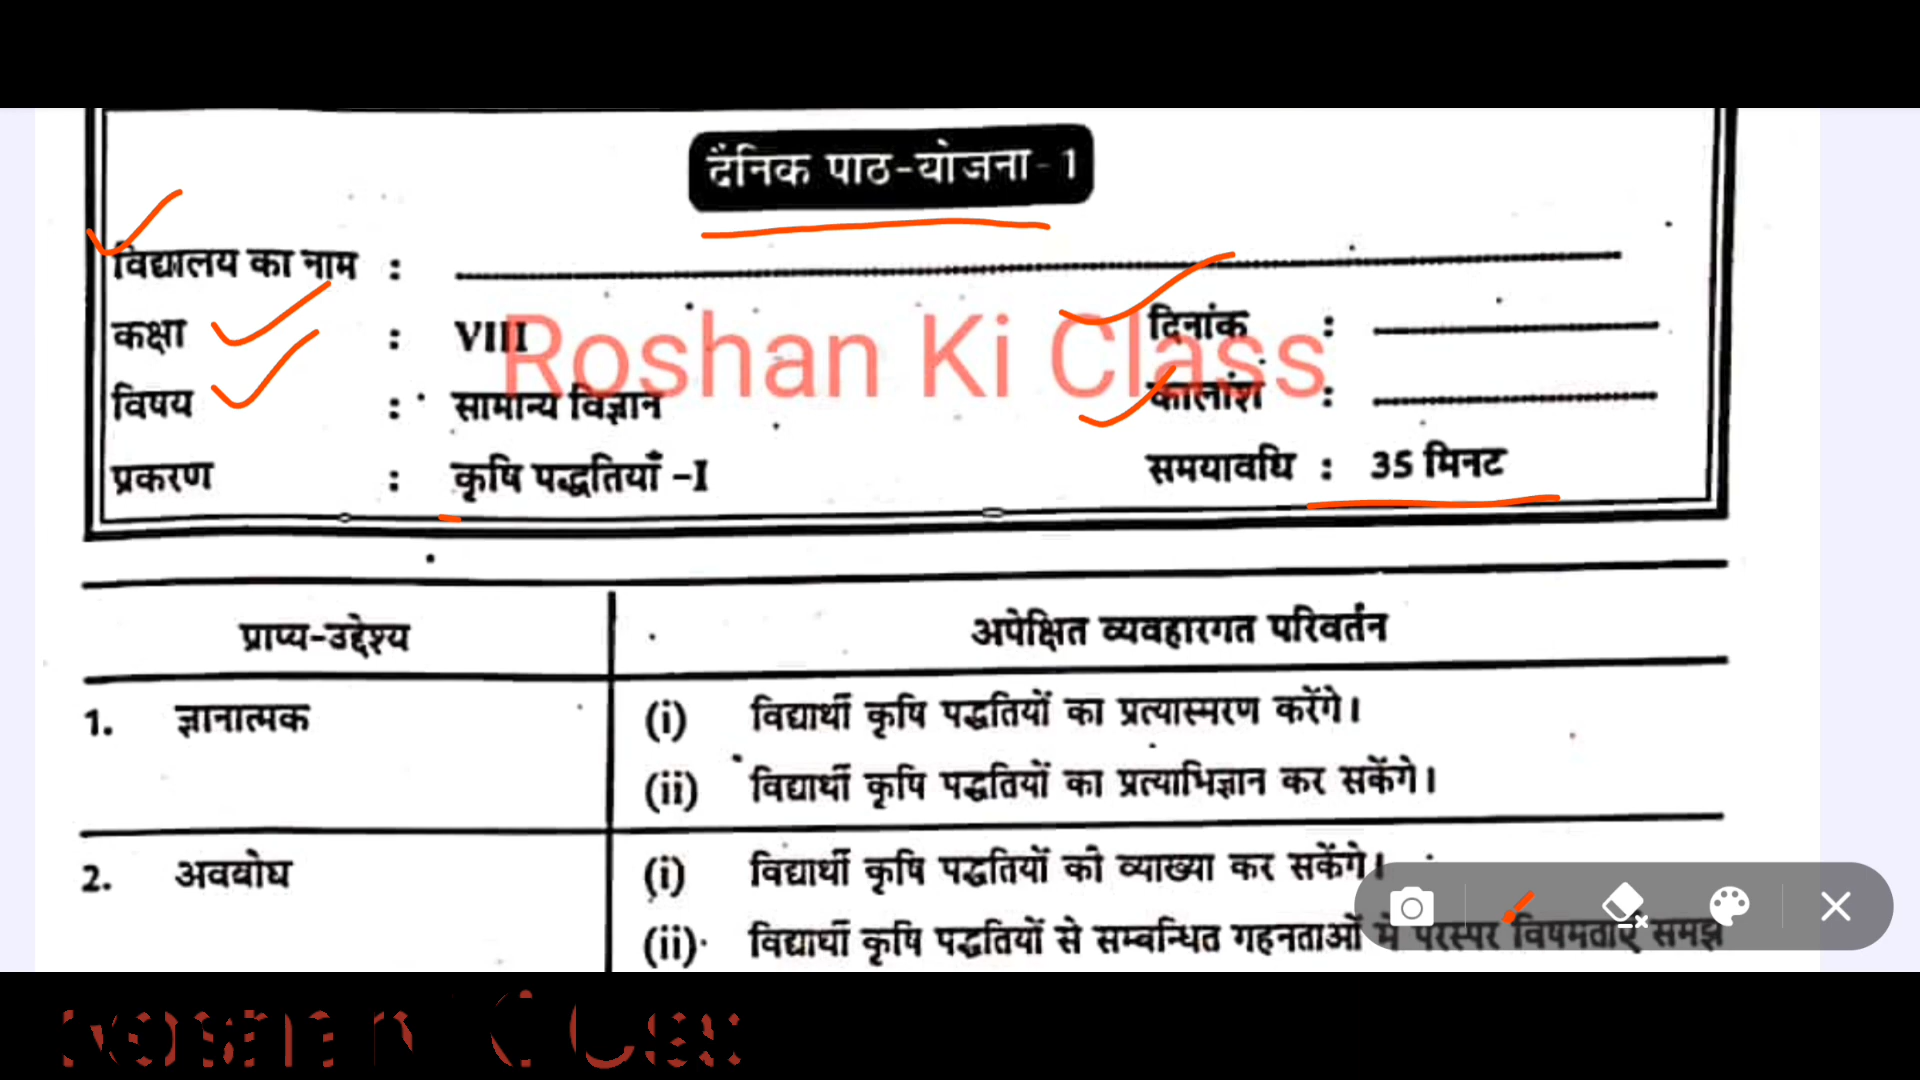 दैनिक पाठ-योजना - 1
विद्यालय का नाम :
कक्षा : VIII दिनांक :
Roshan Ki Class
विषय : सामान्य विज्ञान कालांश :
प्रकरण : कृषि पद्धतियाँ -I समयावधि : 35 मिनट
प्राप्य-उद्देश्य अपेक्षित व्यवहारगत परिवर्तन
1. ज्ञानात्मक (i) विद्यार्थी कृषि पद्धतियों का प्रत्यास्मरण करेंगे।
(ii) विद्यार्थी कृषि पद्धतियों का प्रत्याभिज्ञान कर सकेंगे।
2. अवबोध (i) विद्यार्थी कृषि पद्धतियों की व्याख्या कर सकेंगे।
(ii) विद्यार्थी कृषि पद्धतियों से सम्बन्धित गहनताओं में परस्पर विषमताएं समझ